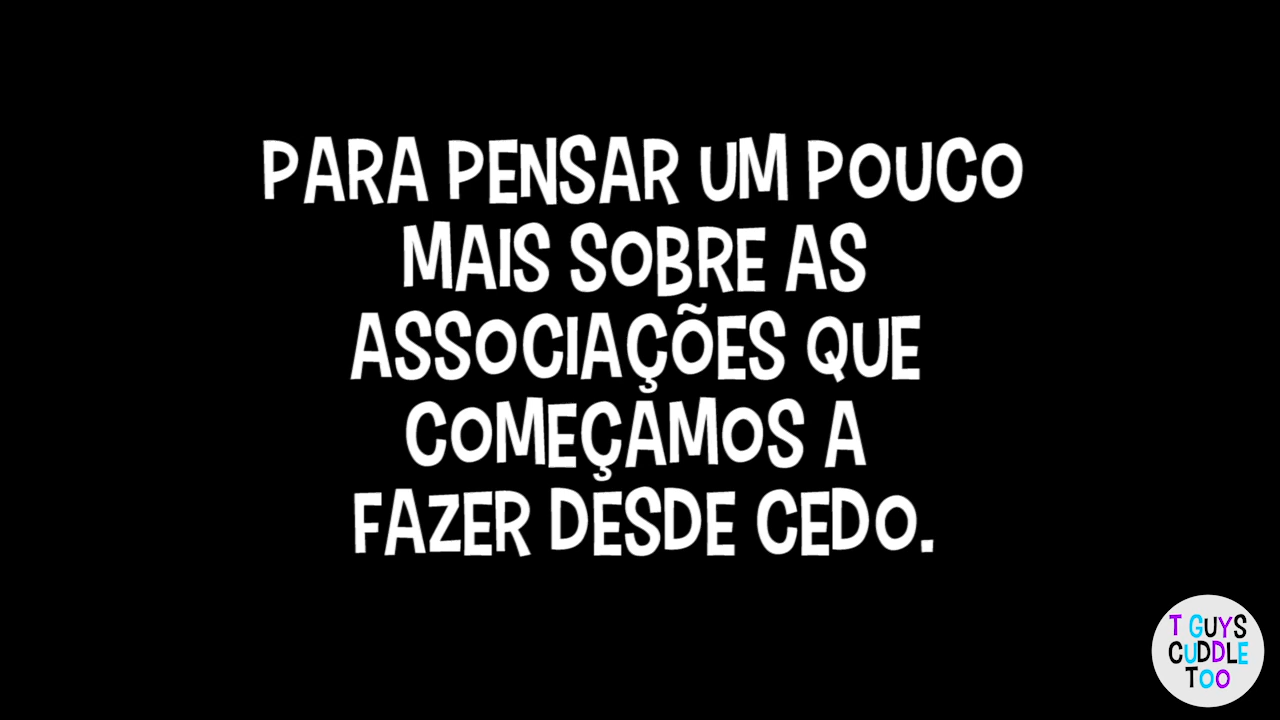 PARA PENSAR UM POUCO
MAIS SOBRE AS
ASSOCIAÇÕES QUE
COMEÇAMOS A
FAZER DESDE CEDO.
T GUYS
CUDDLE
TOO